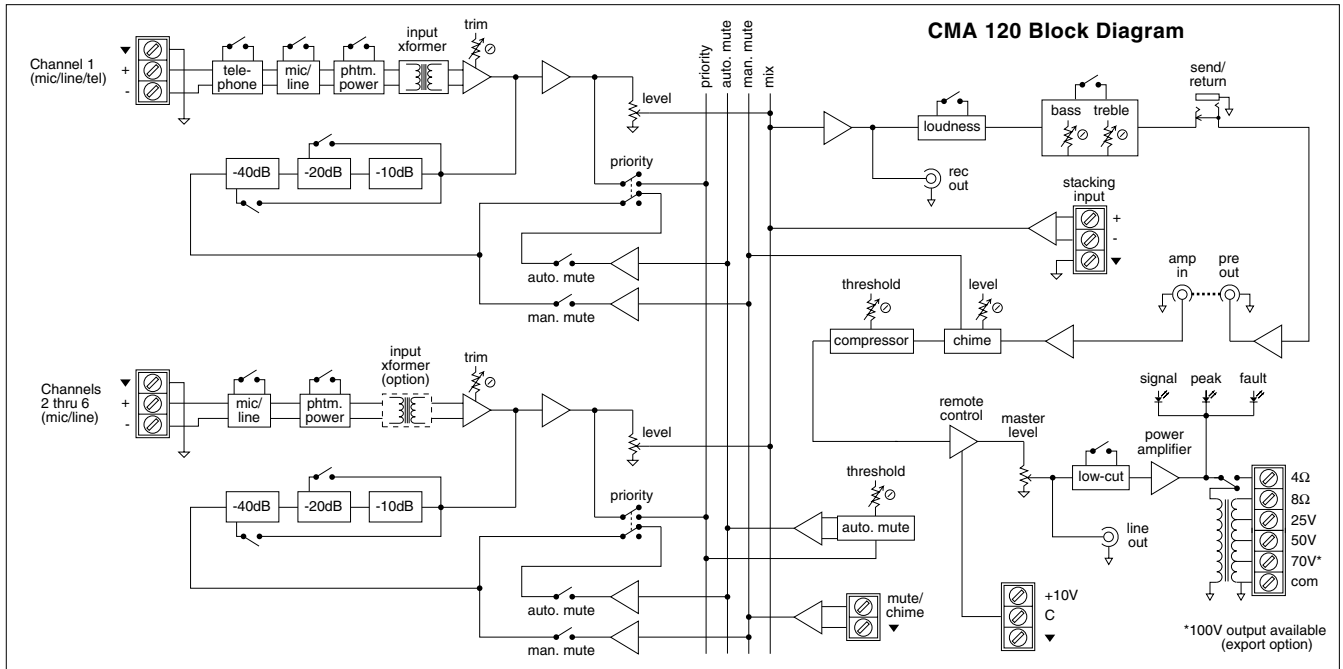 CMA 120 Block Diagram
Channel 1
(mic/line/tel)
▼
+
-
tele-
phone
mic/
line
phtm.
power
input
xformer
trim
level
-40dB
-20dB
-10dB
priority
auto. mute
man. mute
priority
auto. mute
man. mute
mix
loudness
bass
treble
send/
return
rec
out
stacking
input
+
-
▼
amp
in
pre
out
threshold
compressor
level
chime
Channels
2 thru 6
(mic/line)
▼
+
-
mic/
line
phtm.
power
input
xformer
(option)
trim
level
-40dB
-20dB
-10dB
priority
auto. mute
man. mute
remote
control
master
level
low-cut
power
amplifier
signal
peak
fault
4Ω
8Ω
25V
50V
70V*
com
line
out
threshold
auto. mute
mute/
chime
▼
+10V
C
▼
*100V output available
(export option)